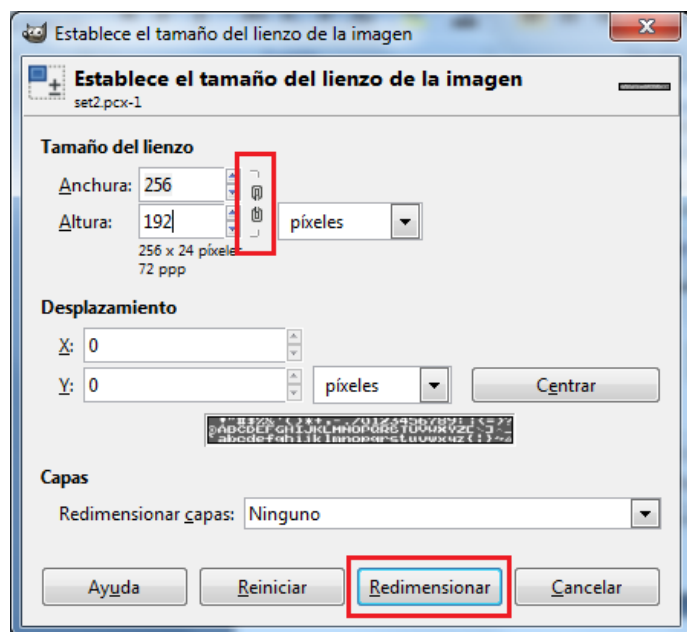 Establece el tamaño del lienzo de la imagen
Establece el tamaño del lienzo de la imagen
set2.pcx-1
Tamaño del lienzo
Anchura: 256
Altura: 192 píxeles
256 x 24 píxeles
72 ppp
Desplazamiento
X: 0
Y: 0 píxeles Centrar
Capas
Redimensionar capas: Ninguno
Ayuda Reiniciar Redimensionar Cancelar